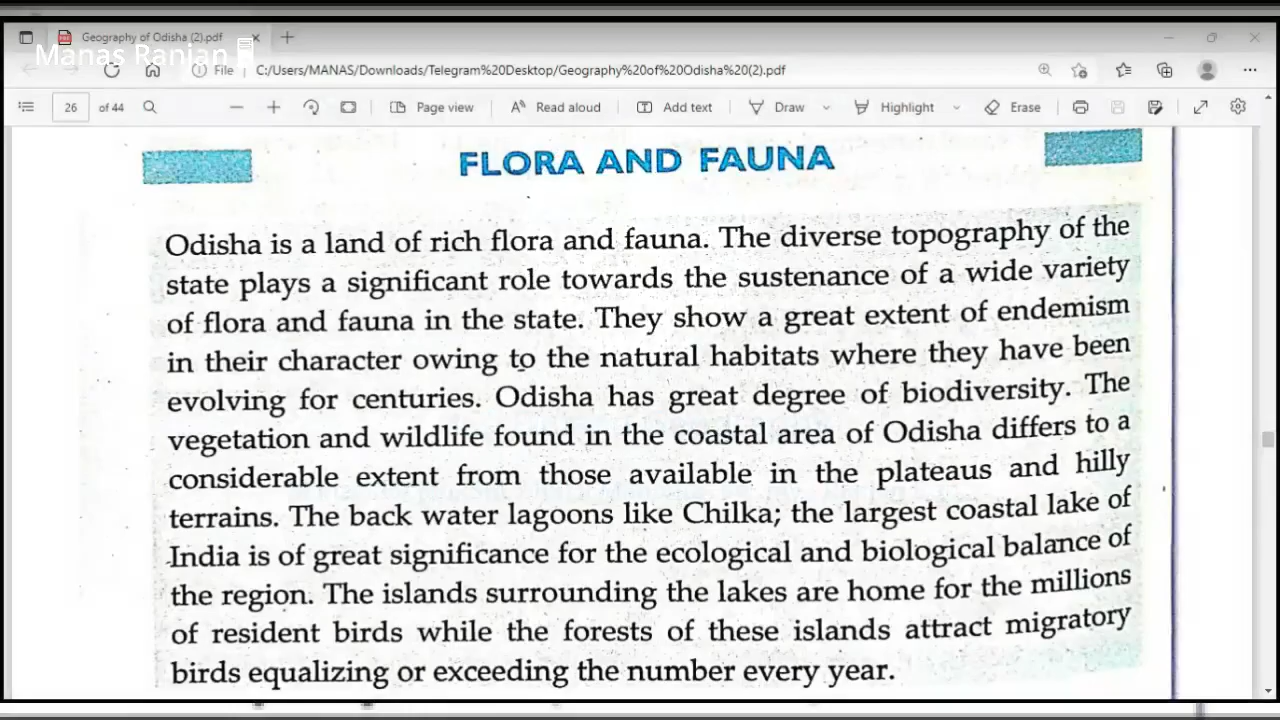 Geography of Odisha (2).pdf
Manas Ranjan
File C:/Users/MANAS/Downloads/Telegram%20Desktop/Geography%20of%20Odisha%20(2).pdf
26 of 44 Page view Read aloud Add text Draw Highlight Erase
FLORA AND FAUNA
Odisha is a land of rich flora and fauna. The diverse topography of the
state plays a significant role towards the sustenance of a wide variety
of flora and fauna in the state. They show a great extent of endemism
in their character owing to the natural habitats where they have been
evolving for centuries. Odisha has great degree of biodiversity. The
vegetation and wildlife found in the coastal area of Odisha differs to a
considerable extent from those available in the plateaus and hilly
terrains. The back water lagoons like Chilka; the largest coastal lake of
India is of great significance for the ecological and biological balance of
the region. The islands surrounding the lakes are home for the millions
of resident birds while the forests of these islands attract migratory
birds equalizing or exceeding the number every year.